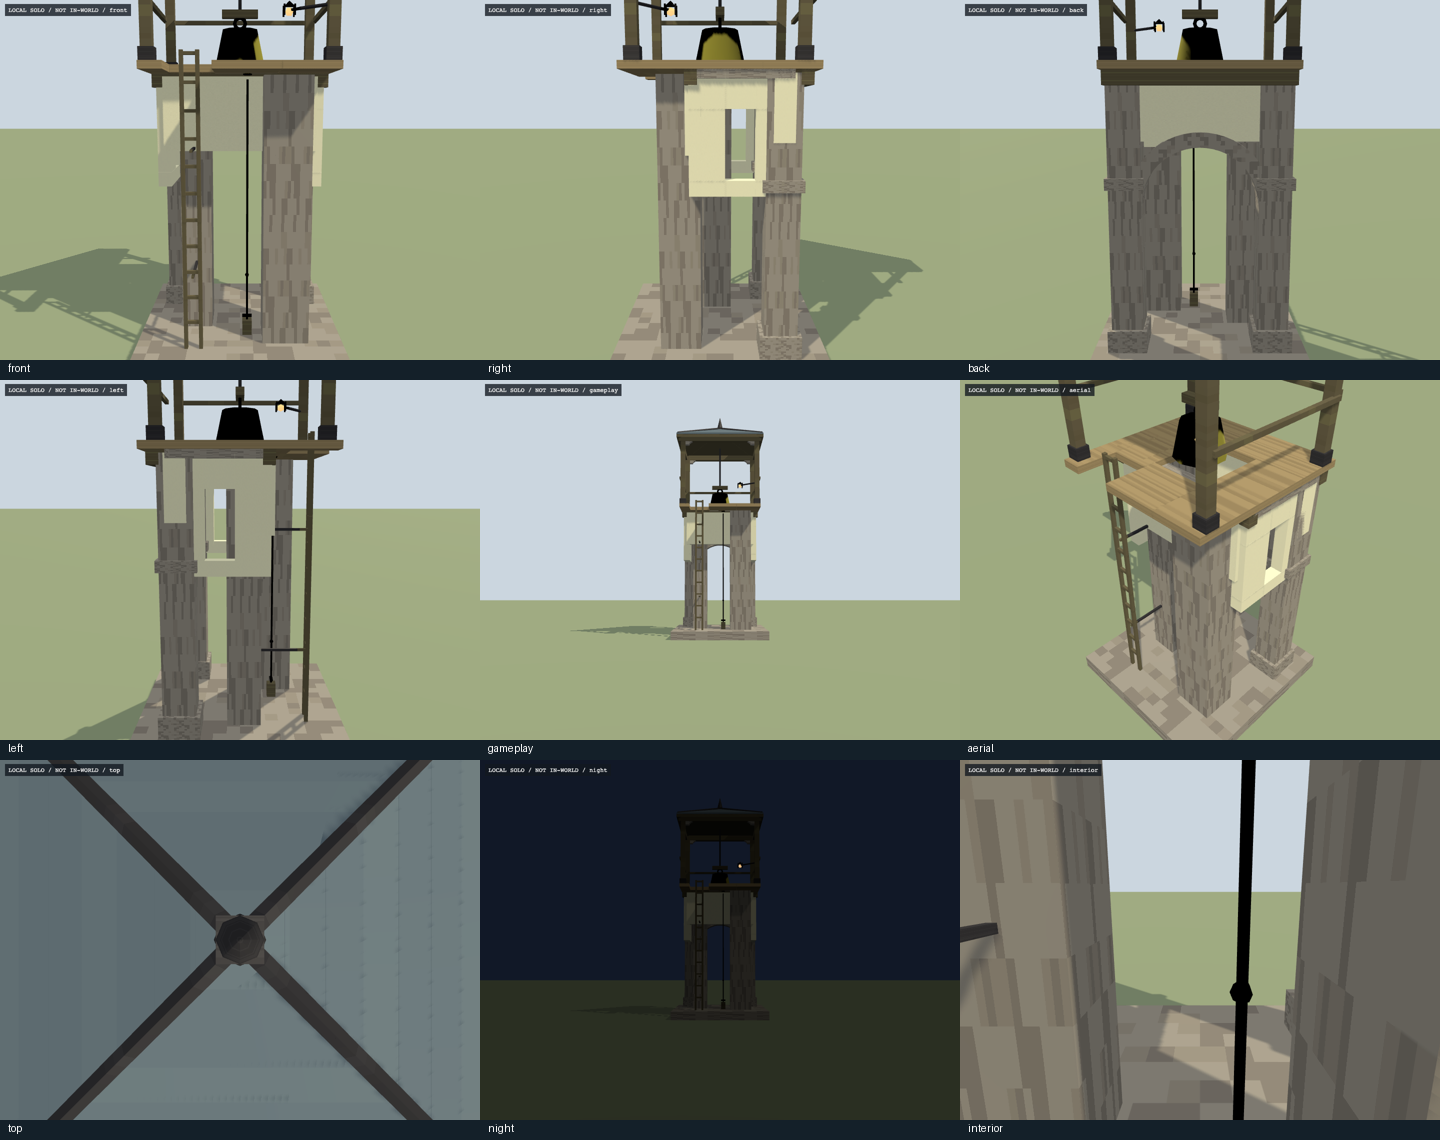 LOCAL SOLO / NOT IN-WORLD / front
LOCAL SOLO / NOT IN-WORLD / right
LOCAL SOLO / NOT IN-WORLD / back
front
right
back
LOCAL SOLO / NOT IN-WORLD / left
LOCAL SOLO / NOT IN-WORLD / gameplay
LOCAL SOLO / NOT IN-WORLD / aerial
left
gameplay
aerial
LOCAL SOLO / NOT IN-WORLD / top
LOCAL SOLO / NOT IN-WORLD / night
LOCAL SOLO / NOT IN-WORLD / interior
top
night
interior